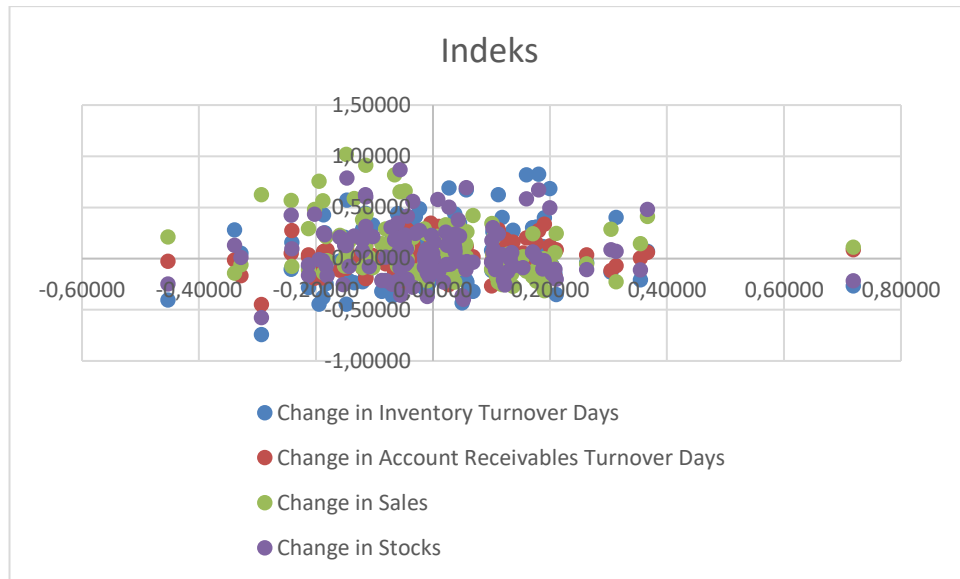 Indeks
1,50000
1,00000
0,50000
0,00000
-0,60000 -0,40000 -0,20000 0,00000 0,20000 0,40000 0,60000 0,80000
-0,50000
-1,00000
Change in Inventory Turnover Days
Change in Account Receivables Turnover Days
Change in Sales
Change in Stocks